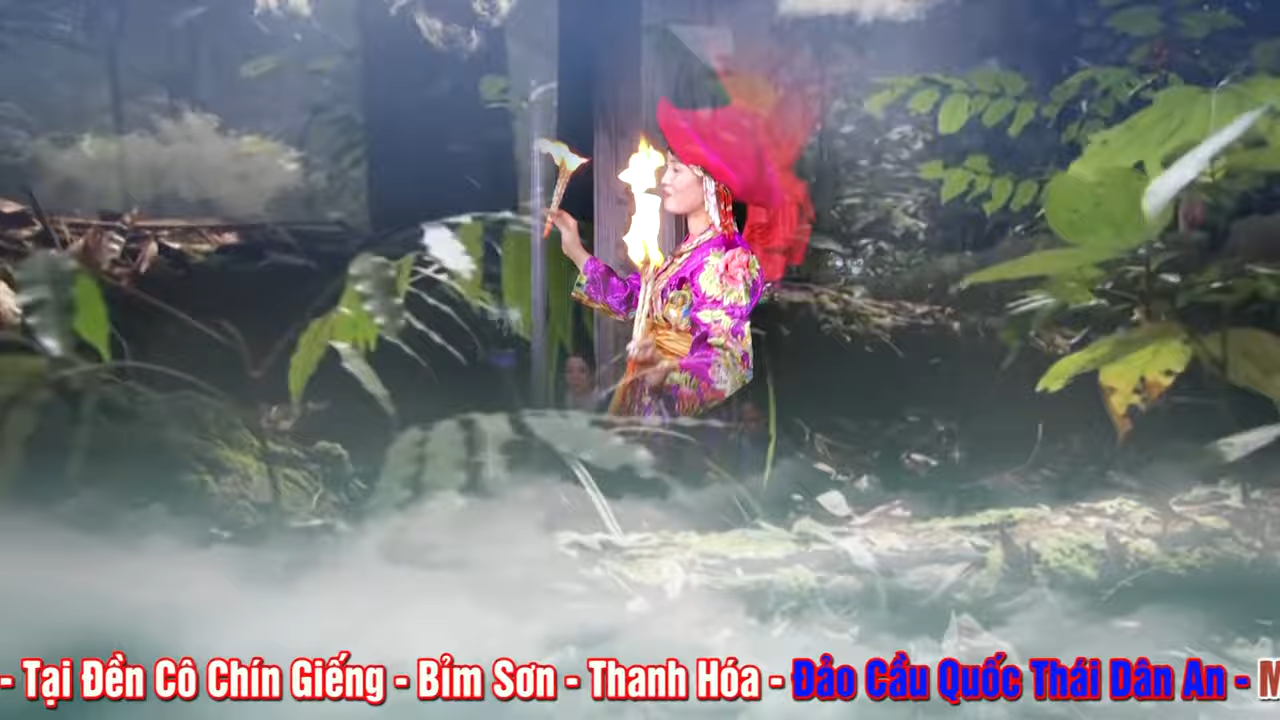 - Tại Đền Cô Chín Giếng - Bỉm Sơn - Thanh Hóa - Đảo Cầu Quốc Thái Dân An - M